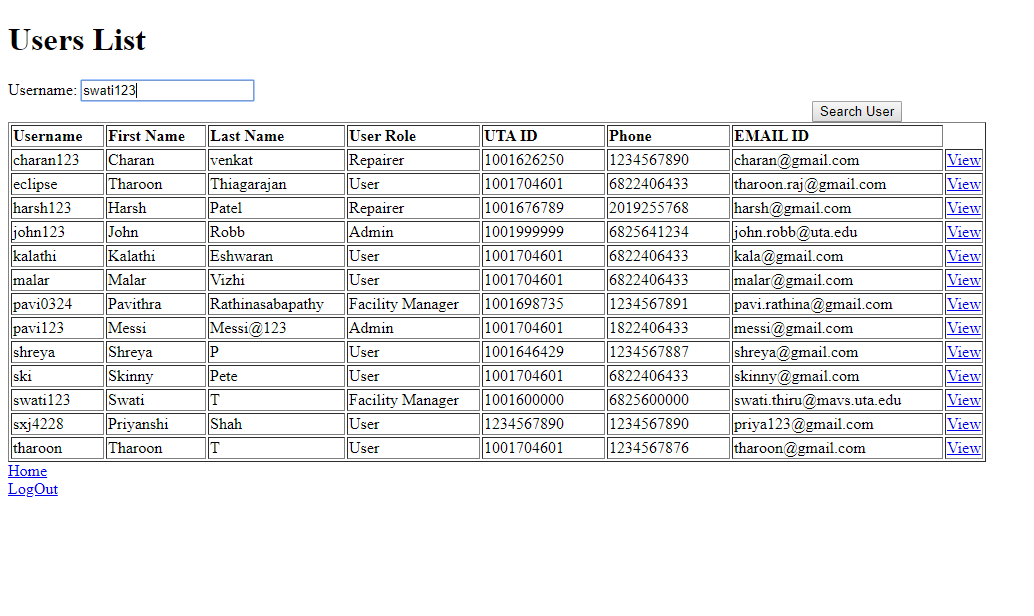 Users List
Username: swati123
Search User
Username First Name Last Name User Role UTA ID Phone EMAIL ID
charan123 Charan venkat Repairer 1001626250 1234567890 charan@gmail.com View
eclipse Tharoon Thiagarajan User 1001704601 6822406433 tharoon.raj@gmail.com View
harsh123 Harsh Patel Repairer 1001676789 2019255768 harsh@gmail.com View
john123 John Robb Admin 1001999999 6825641234 john.robb@uta.edu View
kalathi Kalathi Eshwaran User 1001704601 6822406433 kala@gmail.com View
malar Malar Vizhi User 1001704601 6822406433 malar@gmail.com View
pavi0324 Pavithra Rathinasabapathy Facility Manager 1001698735 1234567891 pavi.rathina@gmail.com View
pavi123 Messi Messi@123 Admin 1001704601 1822406433 messi@gmail.com View
shreya Shreya P User 1001646429 1234567887 shreya@gmail.com View
ski Skinny Pete User 1001704601 6822406433 skinny@gmail.com View
swati123 Swati T Facility Manager 1001600000 6825600000 swati.thiru@mavs.uta.edu View
sxj4228 Priyanshi Shah User 1234567890 1234567890 priya123@gmail.com View
tharoon Tharoon T User 1001704601 1234567876 tharoon@gmail.com View
Home
LogOut